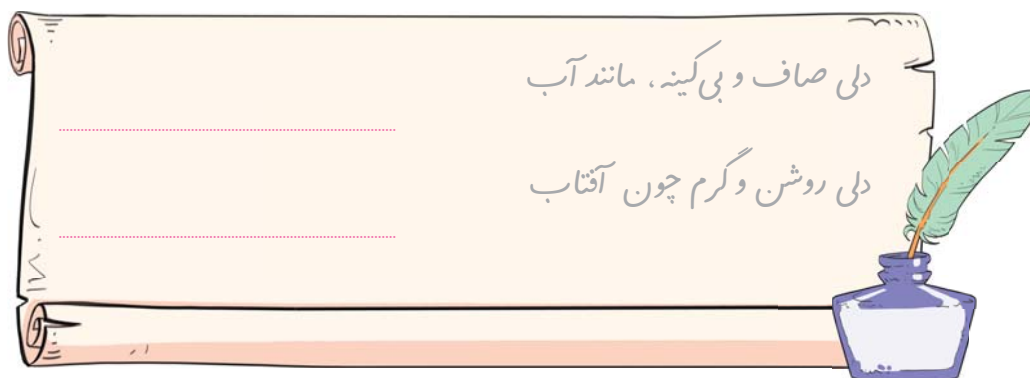 دلی صاف و بی‌کینه، مانند آب
دلی روشن و گرم چون آفتاب